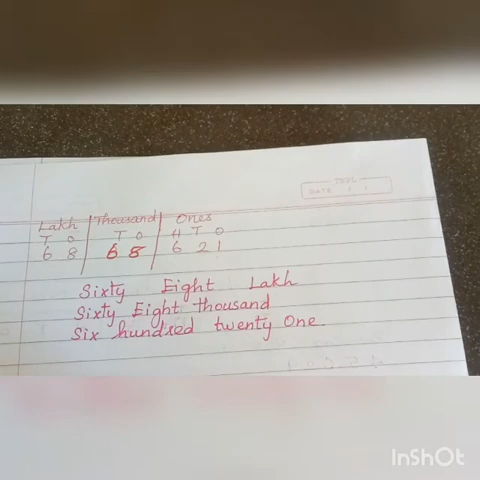 DATE
Lakh Thousand Ones
T O T O H T O
6 8 6 8 6 2 1
Sixty Eight Lakh
Sixty Eight thousand
Six hundred twenty One
InShOt